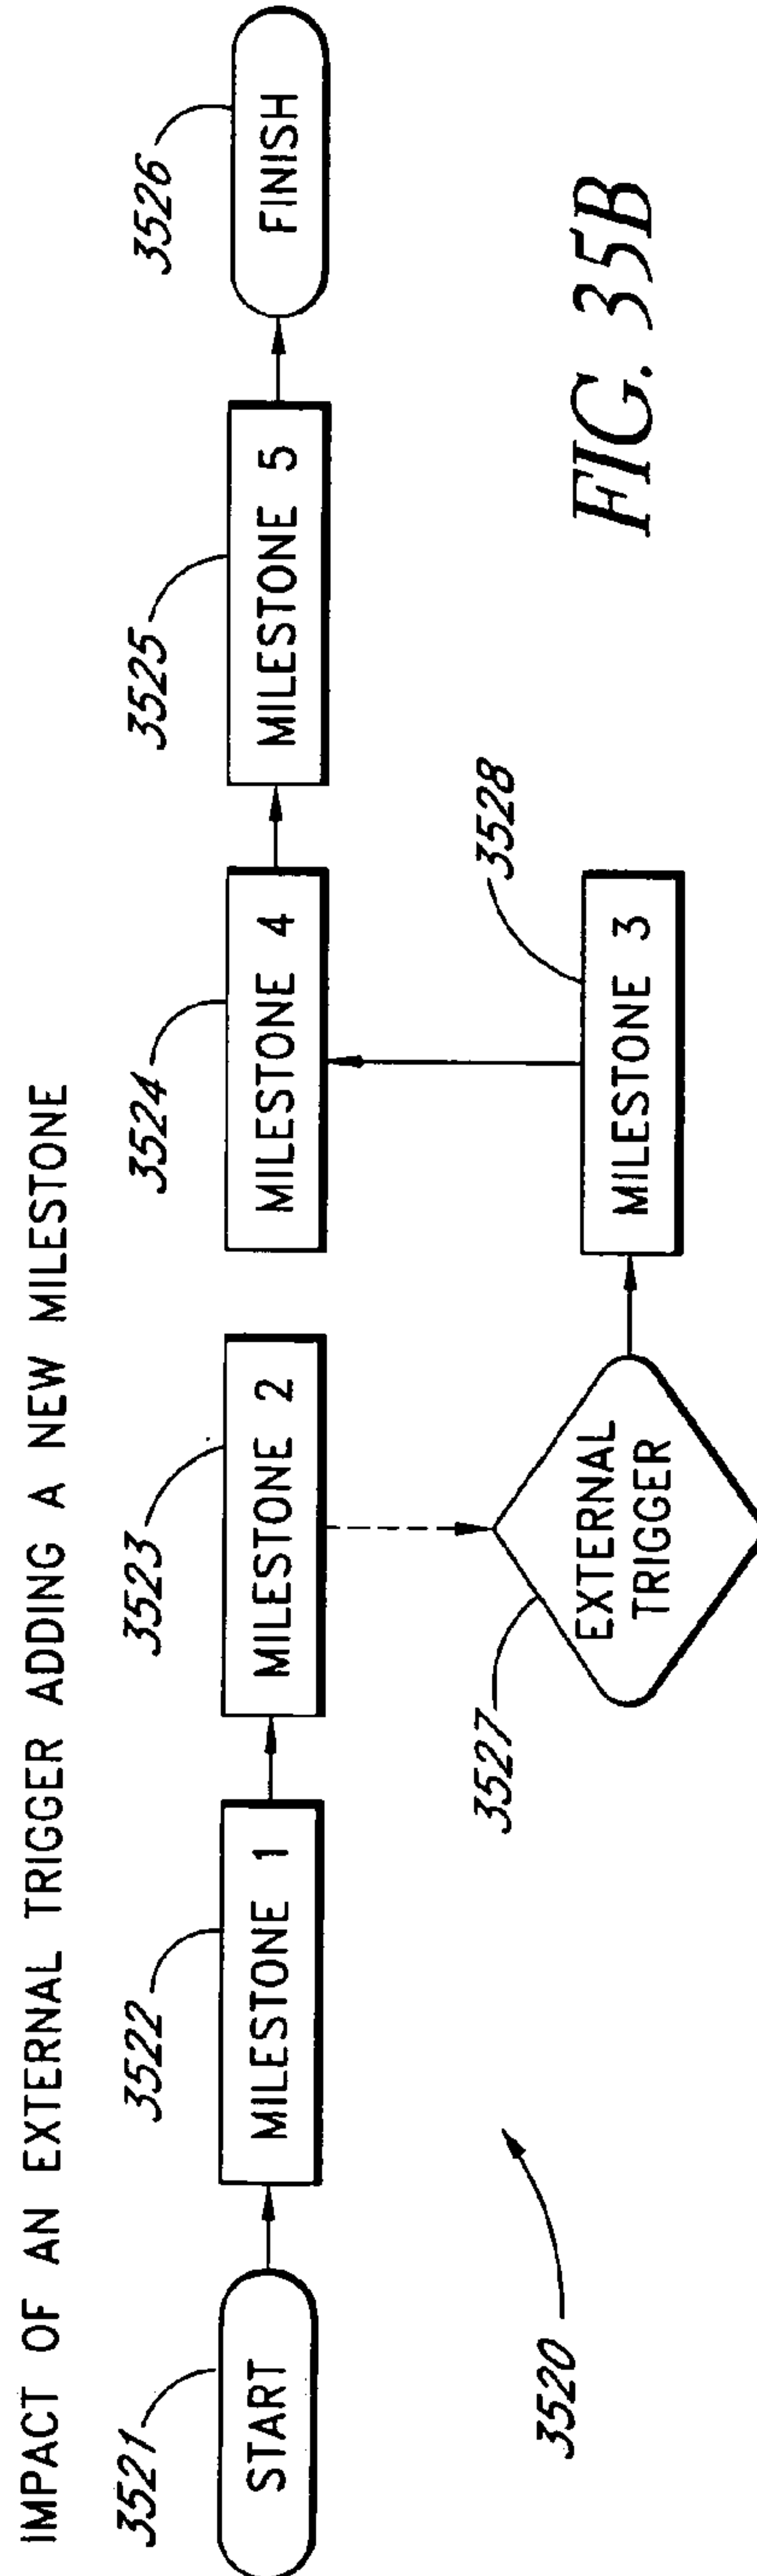 IMPACT OF AN EXTERNAL TRIGGER ADDING A NEW MILESTONE
3521
3522
3523
3524
3525
3526
START
MILESTONE 1
MILESTONE 2
MILESTONE 4
MILESTONE 5
FINISH
3527
3528
EXTERNAL
TRIGGER
MILESTONE 3
3520
FIG. 35B